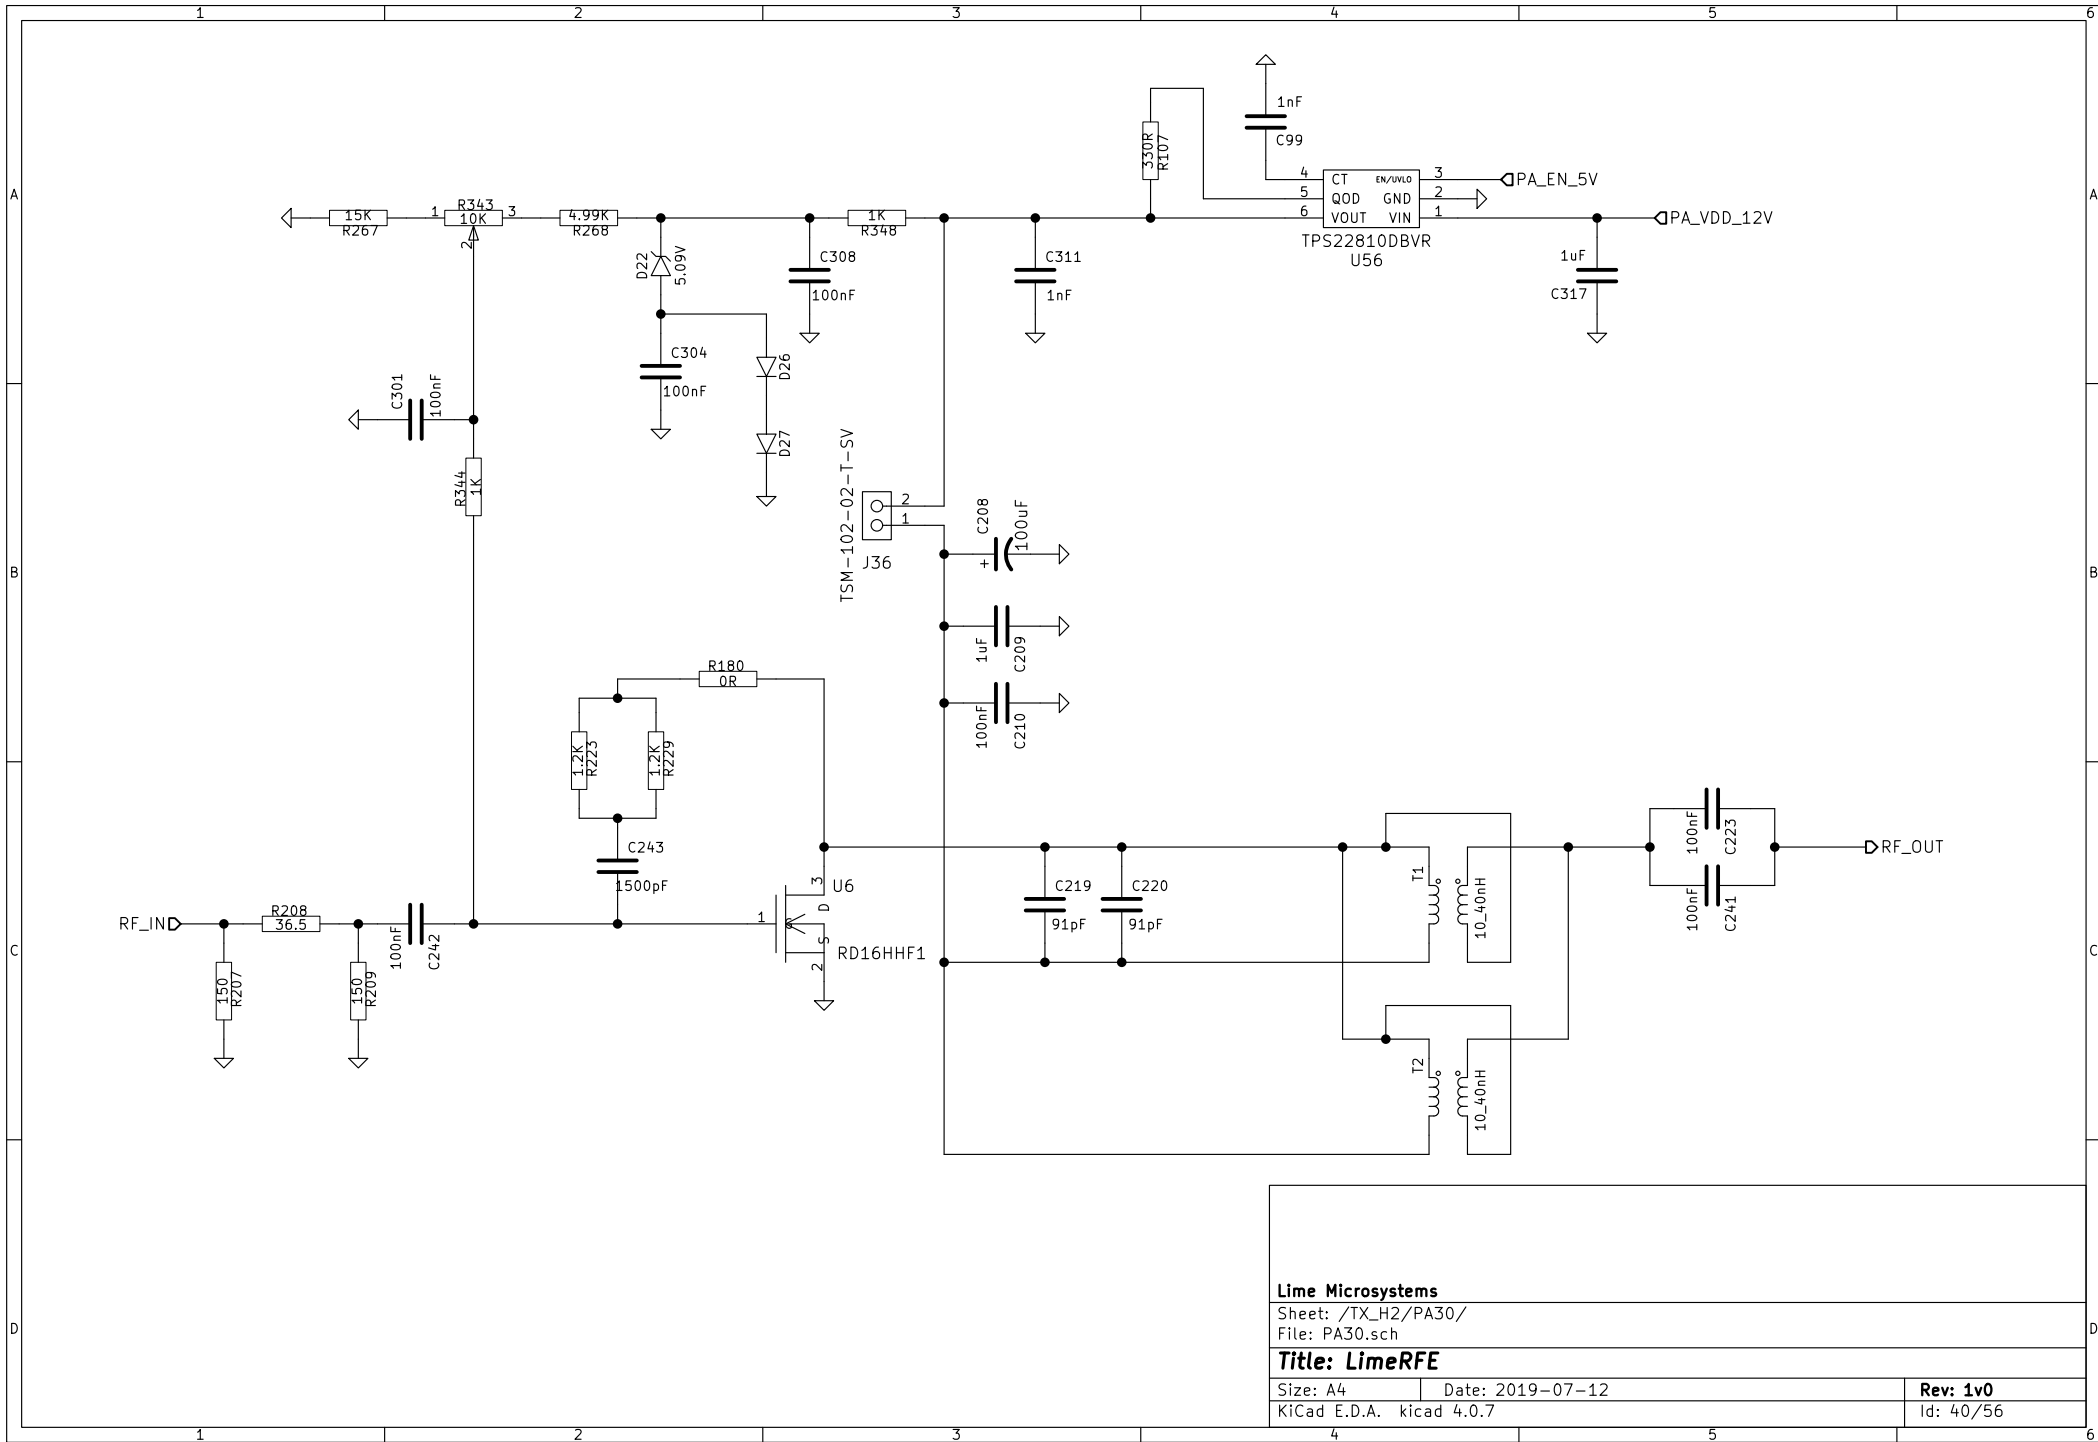 1 2 3 4 5 6
A A
B B
C C
D D
1 2 3 4 5 6
1nF
C99
330R
R107
4 CT EN/UVLO 3
5 QOD GND 2
6 VOUT VIN 1
TPS22810DBVR
U56
PA_EN_5V
PA_VDD_12V
1uF
C317
15K
R267
1 R343 3
10K
2
4.99K
R268
1K
R348
D22
5.09V
C308
100nF
C311
1nF
C304
100nF
D26
D27
C301
100nF
R344
1K
TSM-102-02-T-SV
2
1
J36
C208
100uF
+
1uF
C209
100nF
C210
R180
0R
1.2K
R223
1.2K
R229
C243
1500pF
RF_IN
R208
36.5
150
R207
150
R209
100nF
C242
1
3
D
G
S
2
U6
RD16HHF1
C219
91pF
C220
91pF
T1
10_40nH
T2
10_40nH
100nF
C223
100nF
C241
RF_OUT
Lime Microsystems
Sheet: /TX_H2/PA30/
File: PA30.sch
Title: LimeRFE
Size: A4 Date: 2019-07-12 Rev: 1v0
KiCad E.D.A. kicad 4.0.7 Id: 40/56